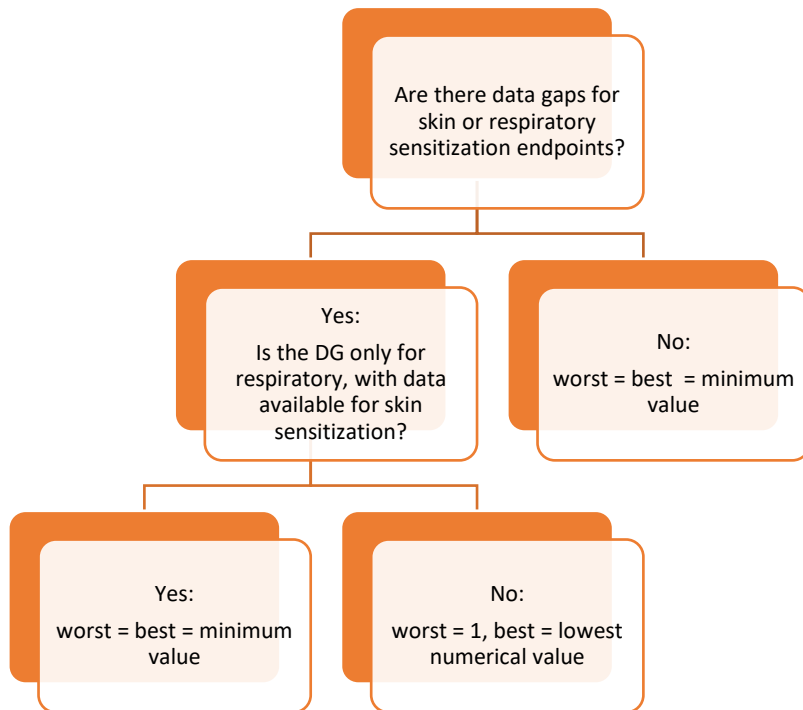 Are there data gaps for
skin or respiratory
sensitization endpoints?
Yes:
Is the DG only for
respiratory, with data
available for skin
sensitization?
No:
worst = best  = minimum
value
Yes:
worst = best = minimum
value
No:
worst = 1, best = lowest
numerical value